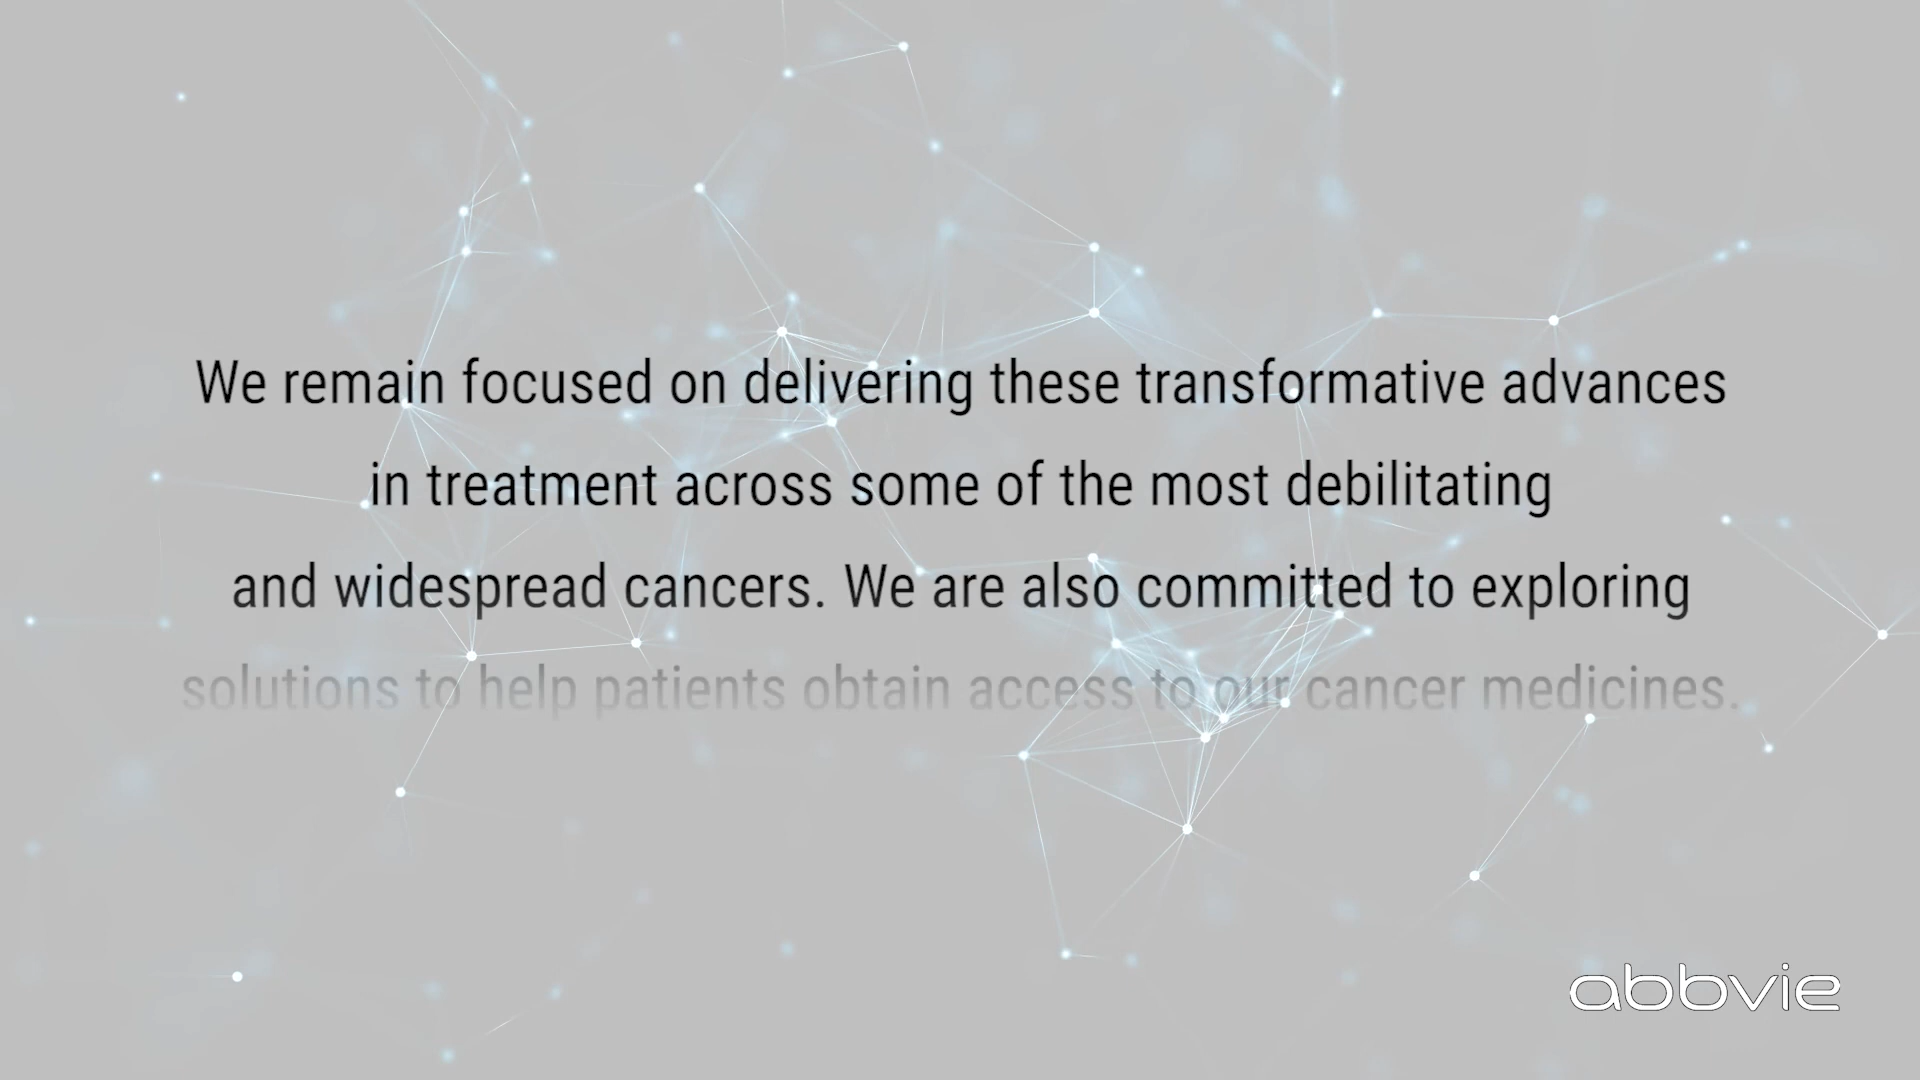 We remain focused on delivering these transformative advances
in treatment across some of the most debilitating
and widespread cancers. We are also committed to exploring
solutions to help patients obtain access to our cancer medicines.
abbvie